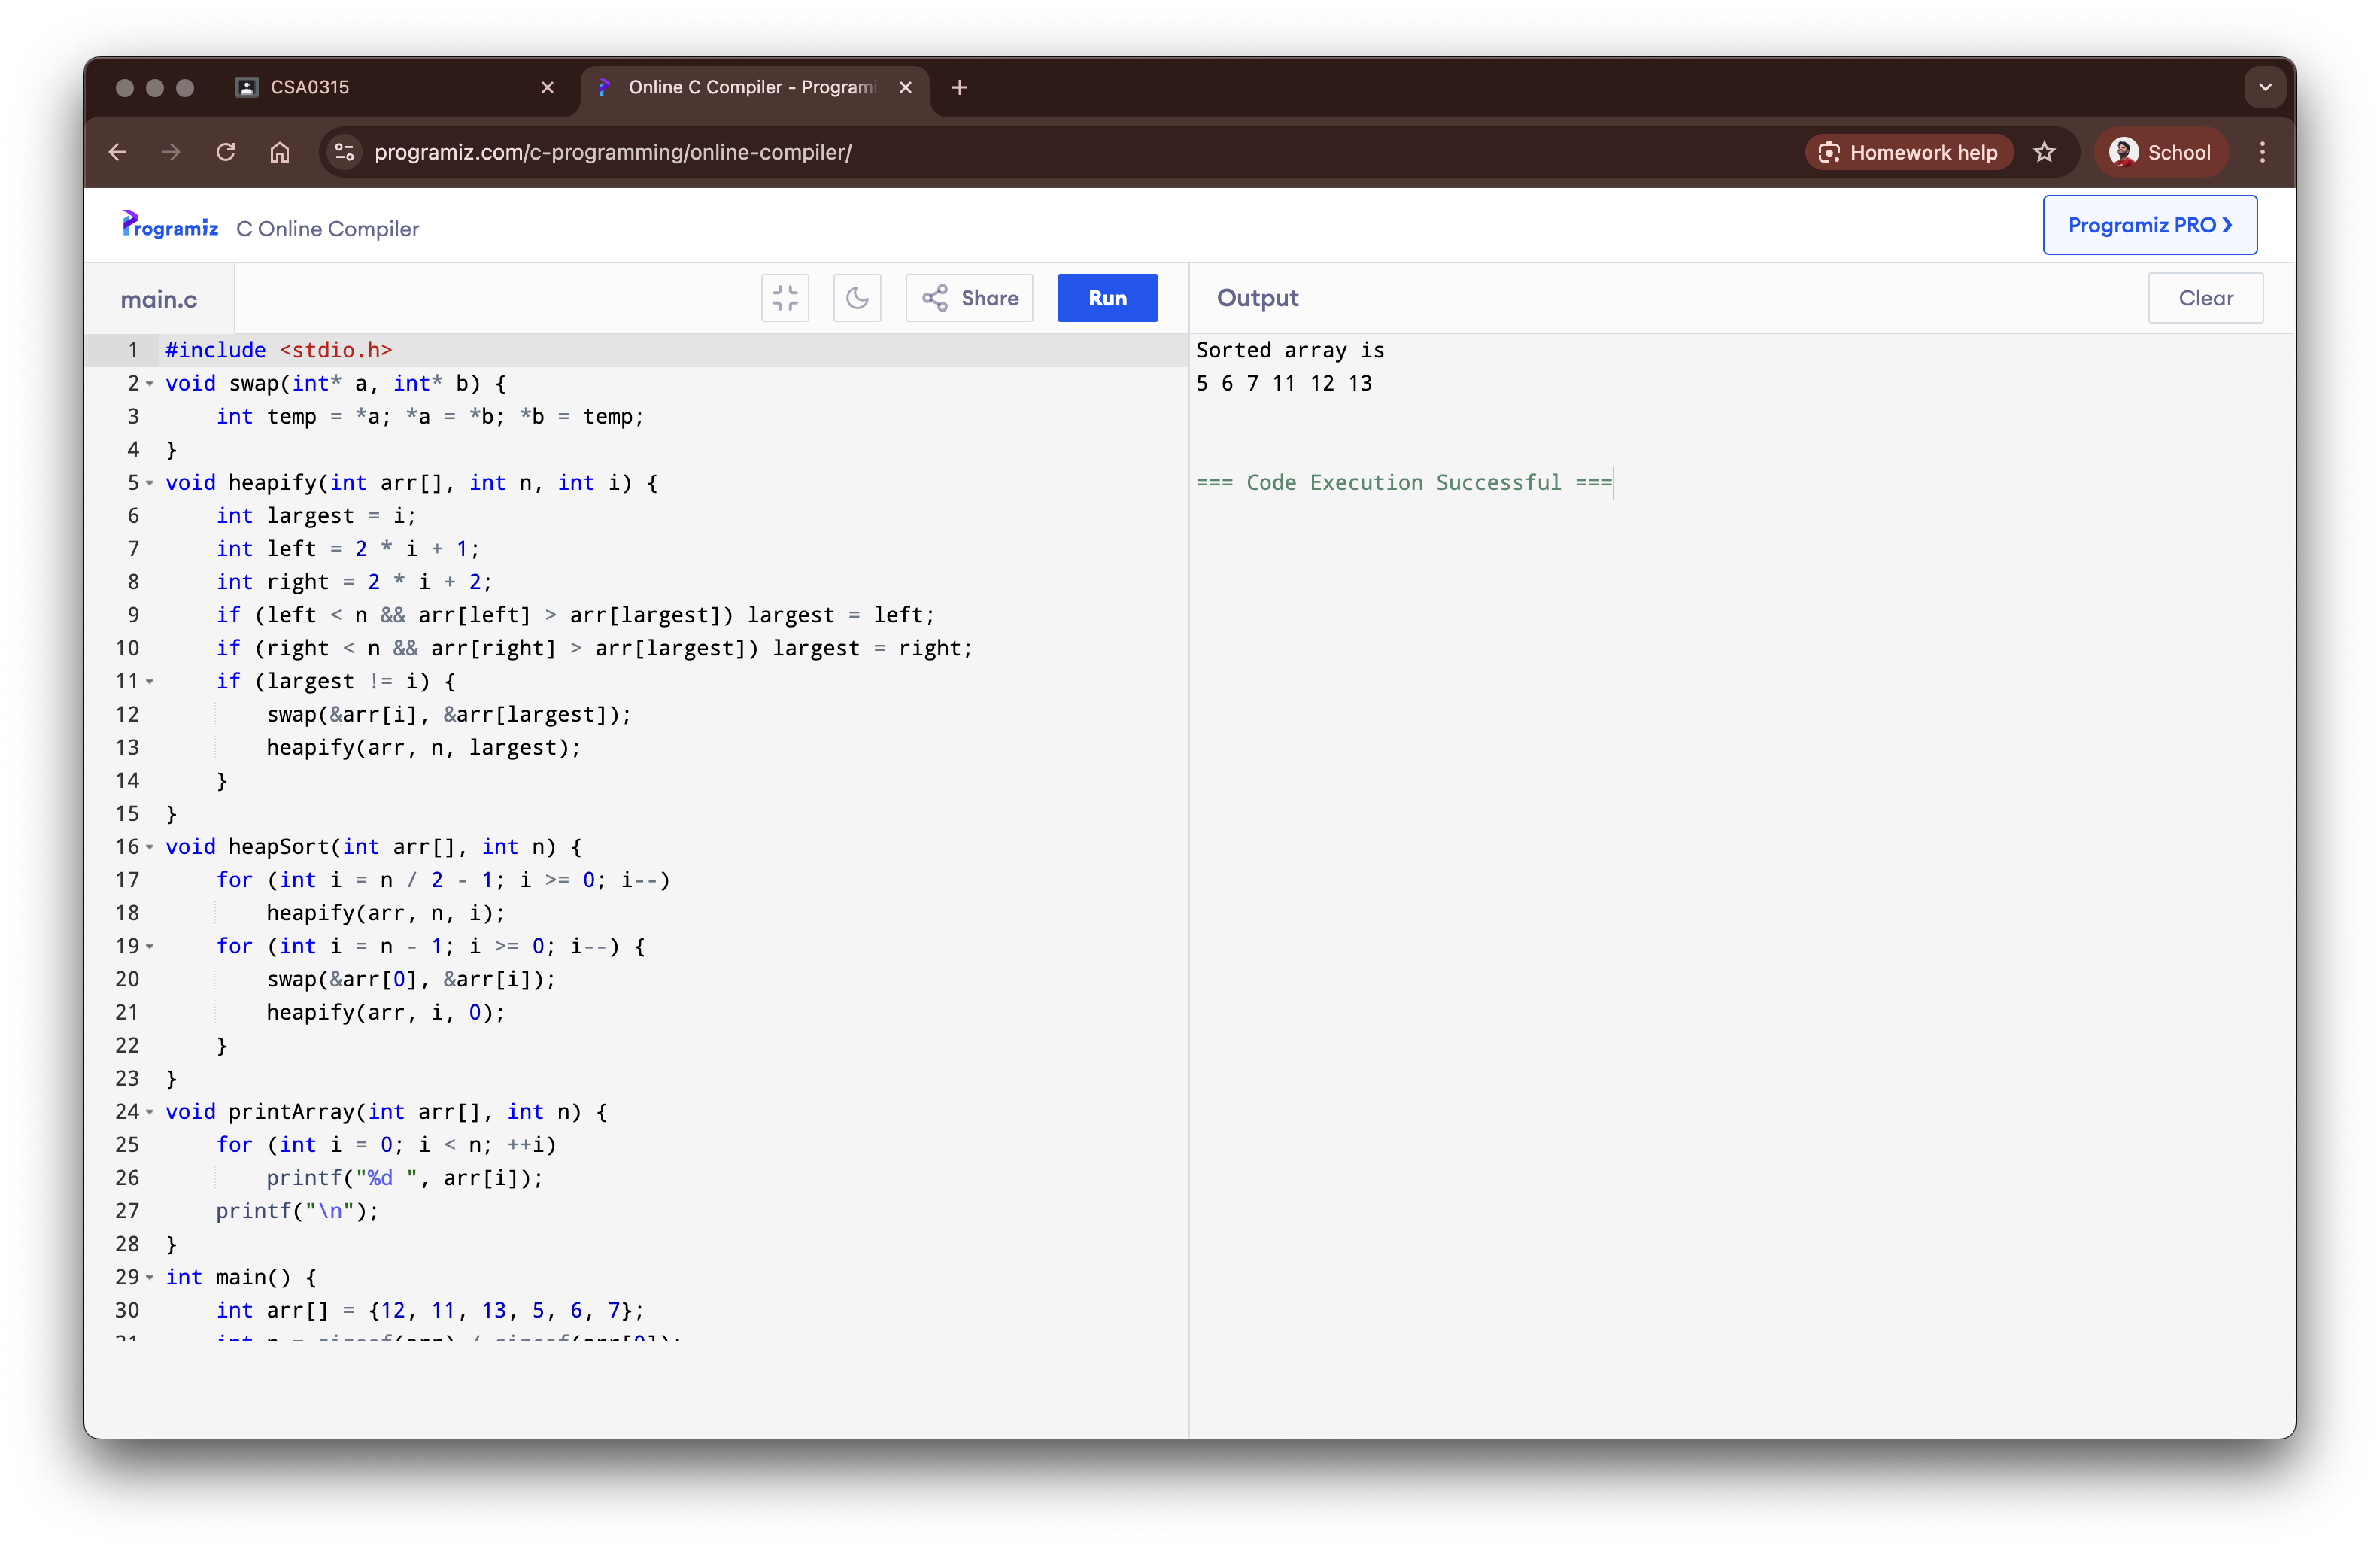 CSA0315
Online C Compiler - Programi
programiz.com/c-programming/online-compiler/
Homework help
School
Programiz C Online Compiler
Programiz PRO
main.c
Share
Run
Output
Clear
1 #include <stdio.h>
2 void swap(int* a, int* b) {
3     int temp = *a; *a = *b; *b = temp;
4 }
5 void heapify(int arr[], int n, int i) {
6     int largest = i;
7     int left = 2 * i + 1;
8     int right = 2 * i + 2;
9     if (left < n && arr[left] > arr[largest]) largest = left;
10     if (right < n && arr[right] > arr[largest]) largest = right;
11     if (largest != i) {
12         swap(&arr[i], &arr[largest]);
13         heapify(arr, n, largest);
14     }
15 }
16 void heapSort(int arr[], int n) {
17     for (int i = n / 2 - 1; i >= 0; i--)
18         heapify(arr, n, i);
19     for (int i = n - 1; i >= 0; i--) {
20         swap(&arr[0], &arr[i]);
21         heapify(arr, i, 0);
22     }
23 }
24 void printArray(int arr[], int n) {
25     for (int i = 0; i < n; ++i)
26         printf("%d ", arr[i]);
27     printf("\n");
28 }
29 int main() {
30     int arr[] = {12, 11, 13, 5, 6, 7};
31     int n = sizeof(arr) / sizeof(arr[0]);
Sorted array is
5 6 7 11 12 13
=== Code Execution Successful ===